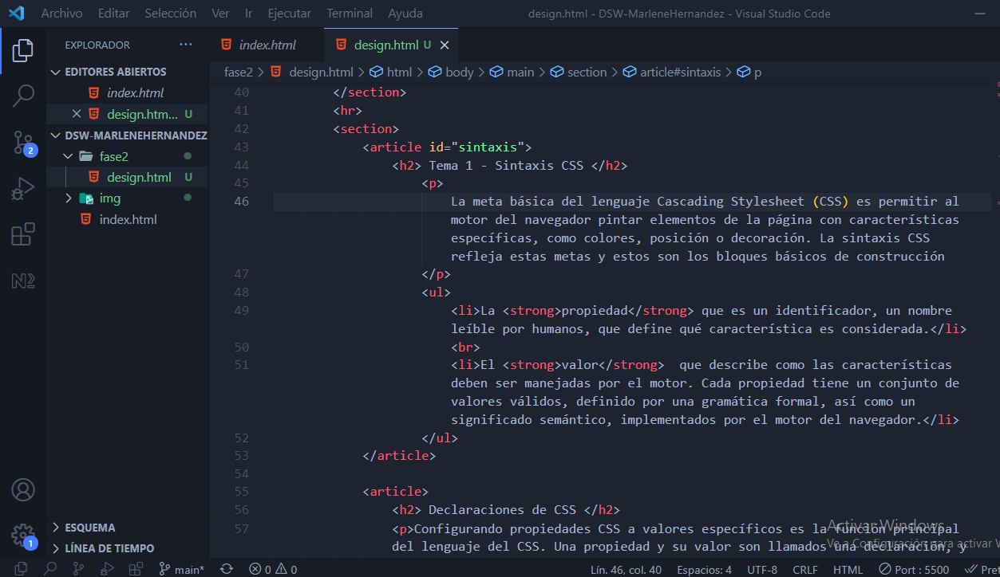 Archivo Editar Selección Ver Ir Ejecutar Terminal Ayuda design.html - DSW-MarleneHernandez - Visual Studio Code
EXPLORADOR ...
EDITORES ABIERTOS
index.html
design.htm... U
DSW-MARLENEHERNANDEZ
fase2
design.html U
img
index.html
ESQUEMA
LÍNEA DE TIEMPO
2
1
index.html design.html U
fase2 > design.html > html > body > main > section > article#sintaxis > p
40 </section>
41 <hr>
42 <section>
43 <article id="sintaxis">
44 <h2> Tema 1 - Sintaxis CSS </h2>
45 <p>
46 La meta básica del lenguaje Cascading Stylesheet (CSS) es permitir al
motor del navegador pintar elementos de la página con características
específicas, como colores, posición o decoración. La sintaxis CSS
refleja estas metas y estos son los bloques básicos de construcción
47 </p>
48 <ul>
49 <li>La <strong>propiedad</strong> que es un identificador, un nombre
leíble por humanos, que define qué característica es considerada.</li>
50 <br>
51 <li>El <strong>valor</strong>  que describe como las características
deben ser manejadas por el motor. Cada propiedad tiene un conjunto de
valores válidos, definido por una gramática formal, así como un
significado semántico, implementados por el motor del navegador.</li>
52 </ul>
53 </article>
54
55 <article>
56 <h2> Declaraciones de CSS </h2>
57 <p>Configurando propiedades CSS a valores específicos es la función principal
del lenguaje del CSS. Una propiedad y su valor son llamados una declaración, y
Activar Windows
Ve a Configuración para activar W
main* 0 0 Lín. 46, col. 40 Espacios: 4 UTF-8 CRLF HTML Port : 5500 Pret